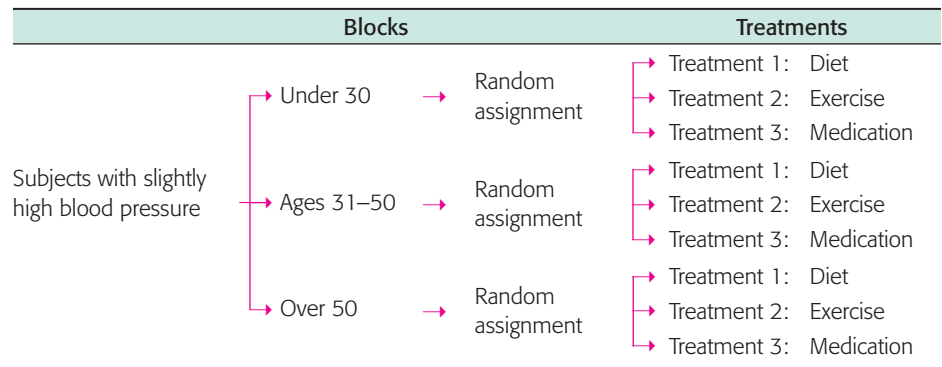 Blocks Treatments
Subjects with slightly
high blood pressure
Under 30
Random
assignment
Treatment 1: Diet
Treatment 2: Exercise
Treatment 3: Medication
Ages 31–50
Random
assignment
Treatment 1: Diet
Treatment 2: Exercise
Treatment 3: Medication
Over 50
Random
assignment
Treatment 1: Diet
Treatment 2: Exercise
Treatment 3: Medication